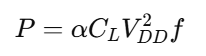 P = αC_L V_{DD}^2 f